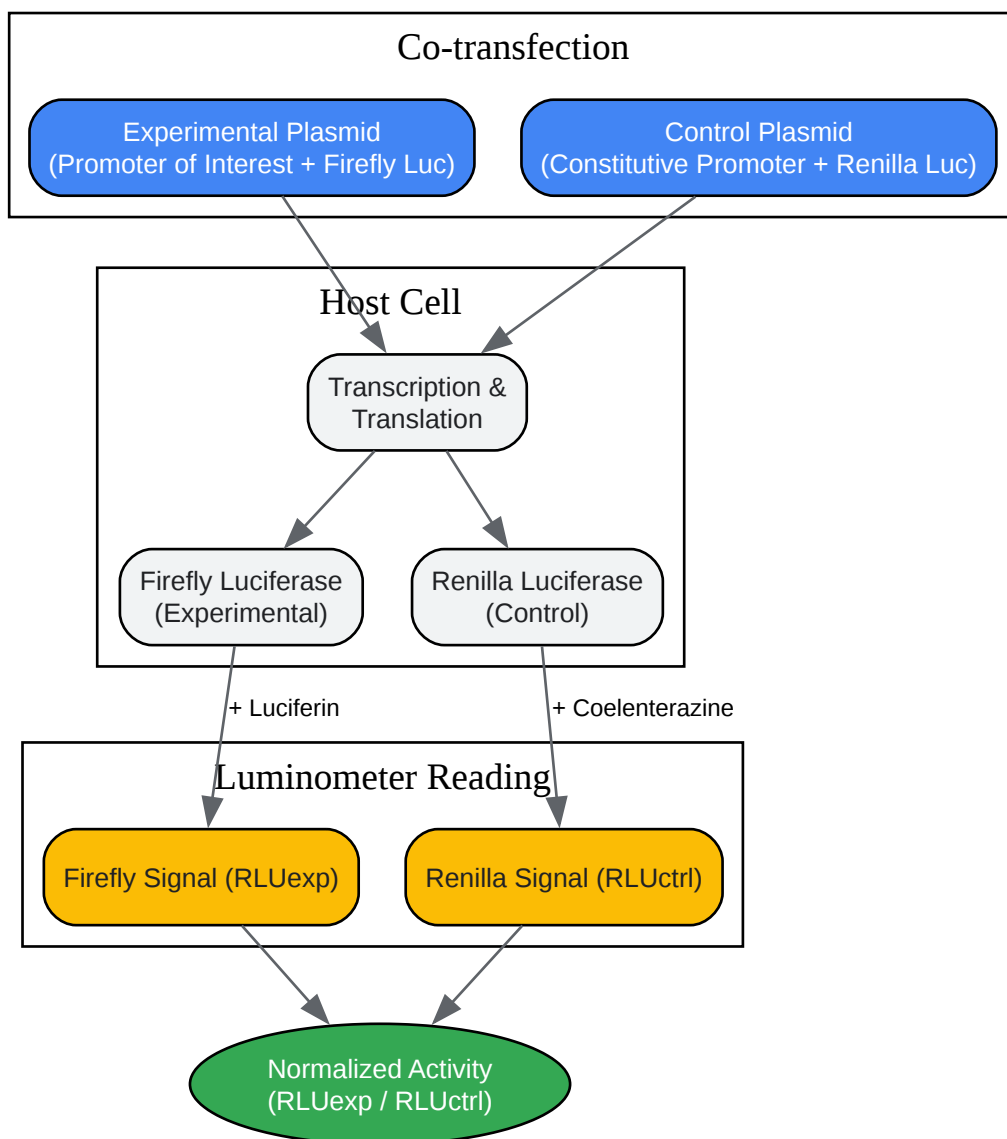 Co-transfection
Experimental Plasmid
(Promoter of Interest + Firefly Luc)
Control Plasmid
(Constitutive Promoter + Renilla Luc)
Host Cell
Transcription &
Translation
Firefly Luciferase
(Experimental)
Renilla Luciferase
(Control)
+ Luciferin
+ Coelenterazine
Luminometer Reading
Firefly Signal (RLUexp)
Renilla Signal (RLUctrl)
Normalized Activity
(RLUexp / RLUctrl)